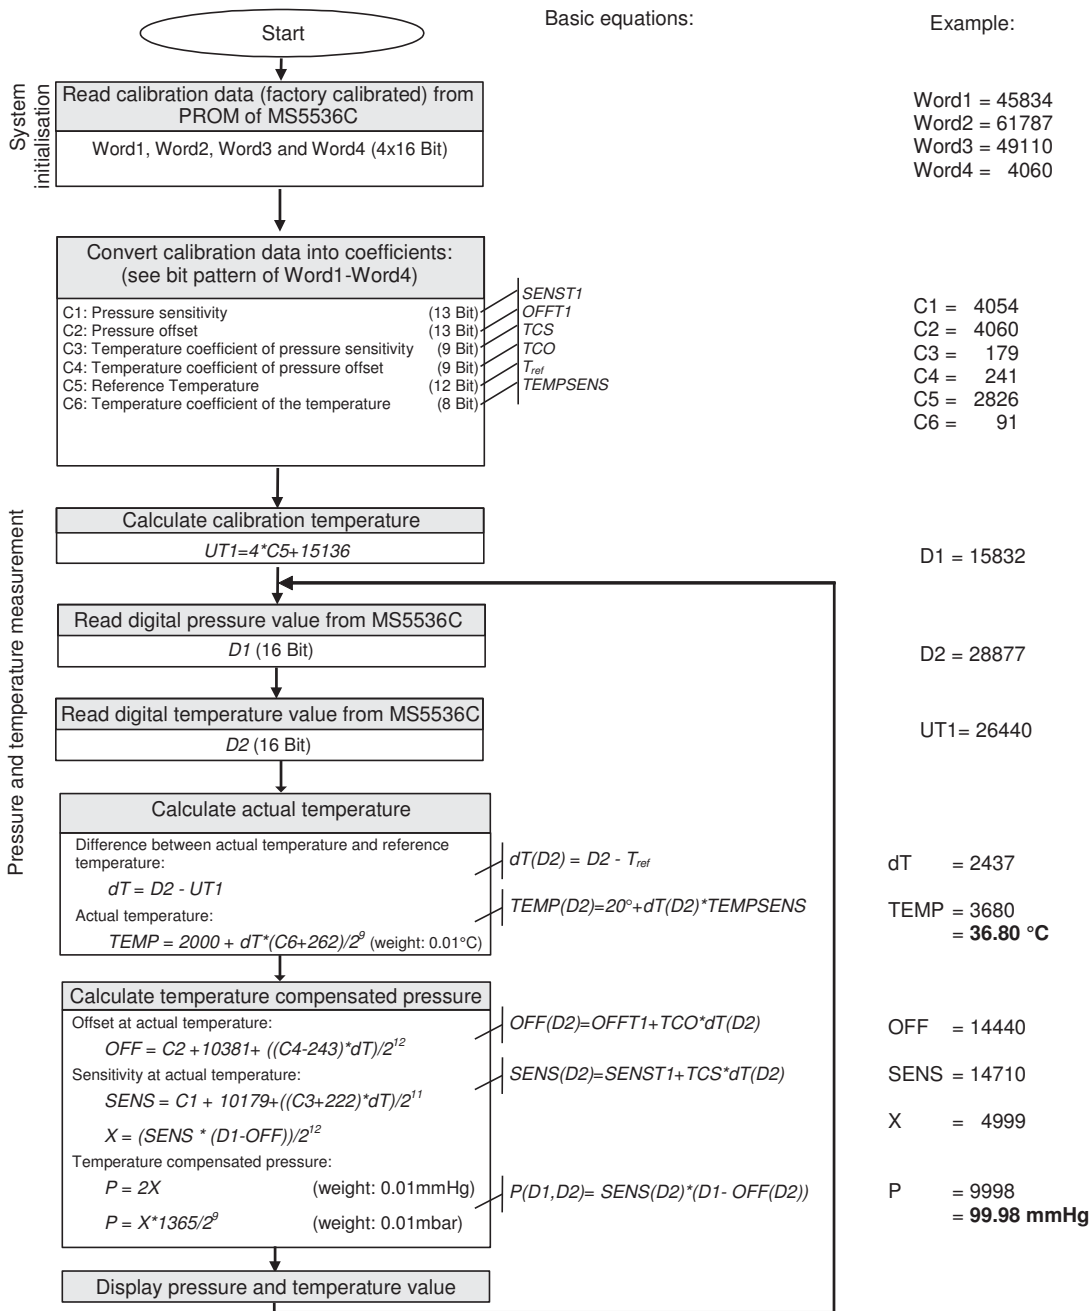 Basic equations:
Example:
Start
System initialisation
Read calibration data (factory calibrated) from
PROM of MS5536C
Word1, Word2, Word3 and Word4 (4x16 Bit)
Word1 = 45834
Word2 = 61787
Word3 = 49110
Word4 = 4060
Convert calibration data into coefficients:
(see bit pattern of Word1-Word4)
C1: Pressure sensitivity (13 Bit)
C2: Pressure offset (13 Bit)
C3: Temperature coefficient of pressure sensitivity (9 Bit)
C4: Temperature coefficient of pressure offset (9 Bit)
C5: Reference Temperature (12 Bit)
C6: Temperature coefficient of the temperature (8 Bit)
SENST1
OFFT1
TCS
TCO
Tref
TEMPSENS
C1 = 4054
C2 = 4060
C3 = 179
C4 = 241
C5 = 2826
C6 = 91
Pressure and temperature measurement
Calculate calibration temperature
UT1=4*C5+15136
D1 = 15832
Read digital pressure value from MS5536C
D1 (16 Bit)
D2 = 28877
Read digital temperature value from MS5536C
D2 (16 Bit)
UT1= 26440
Calculate actual temperature
Difference between actual temperature and reference
temperature:
dT = D2 - UT1
dT(D2) = D2 - Tref
dT = 2437
Actual temperature:
TEMP = 2000 + dT*(C6+262)/2⁹ (weight: 0.01°C)
TEMP(D2)=20°+dT(D2)*TEMPSENS
TEMP = 3680
= 36.80 °C
Calculate temperature compensated pressure
Offset at actual temperature:
OFF = C2 +10381+ ((C4-243)*dT)/2¹²
OFF(D2)=OFFT1+TCO*dT(D2)
OFF = 14440
Sensitivity at actual temperature:
SENS = C1 + 10179+((C3+222)*dT)/2¹¹
SENS(D2)=SENST1+TCS*dT(D2)
SENS = 14710
X = (SENS * (D1-OFF))/2¹²
X = 4999
Temperature compensated pressure:
P = 2X (weight: 0.01mmHg)
P = X*1365/2⁹ (weight: 0.01mbar)
P(D1,D2)= SENS(D2)*(D1- OFF(D2))
P = 9998
= 99.98 mmHg
Display pressure and temperature value